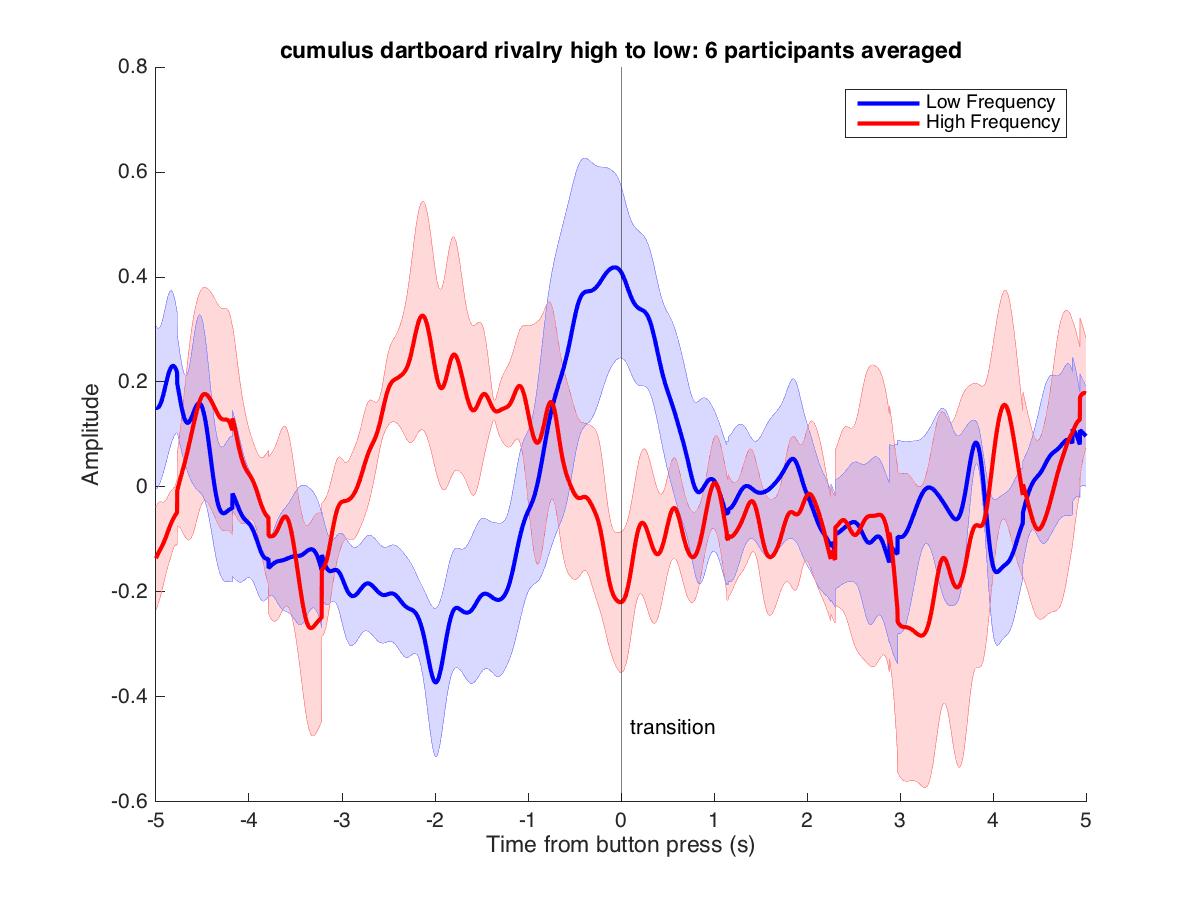 cumulus dartboard rivalry high to low: 6 participants averaged
0.8
0.6
0.4
0.2
0
-0.2
-0.4
-0.6
Amplitude
Low Frequency
High Frequency
transition
-5 -4 -3 -2 -1 0 1 2 3 4 5
Time from button press (s)